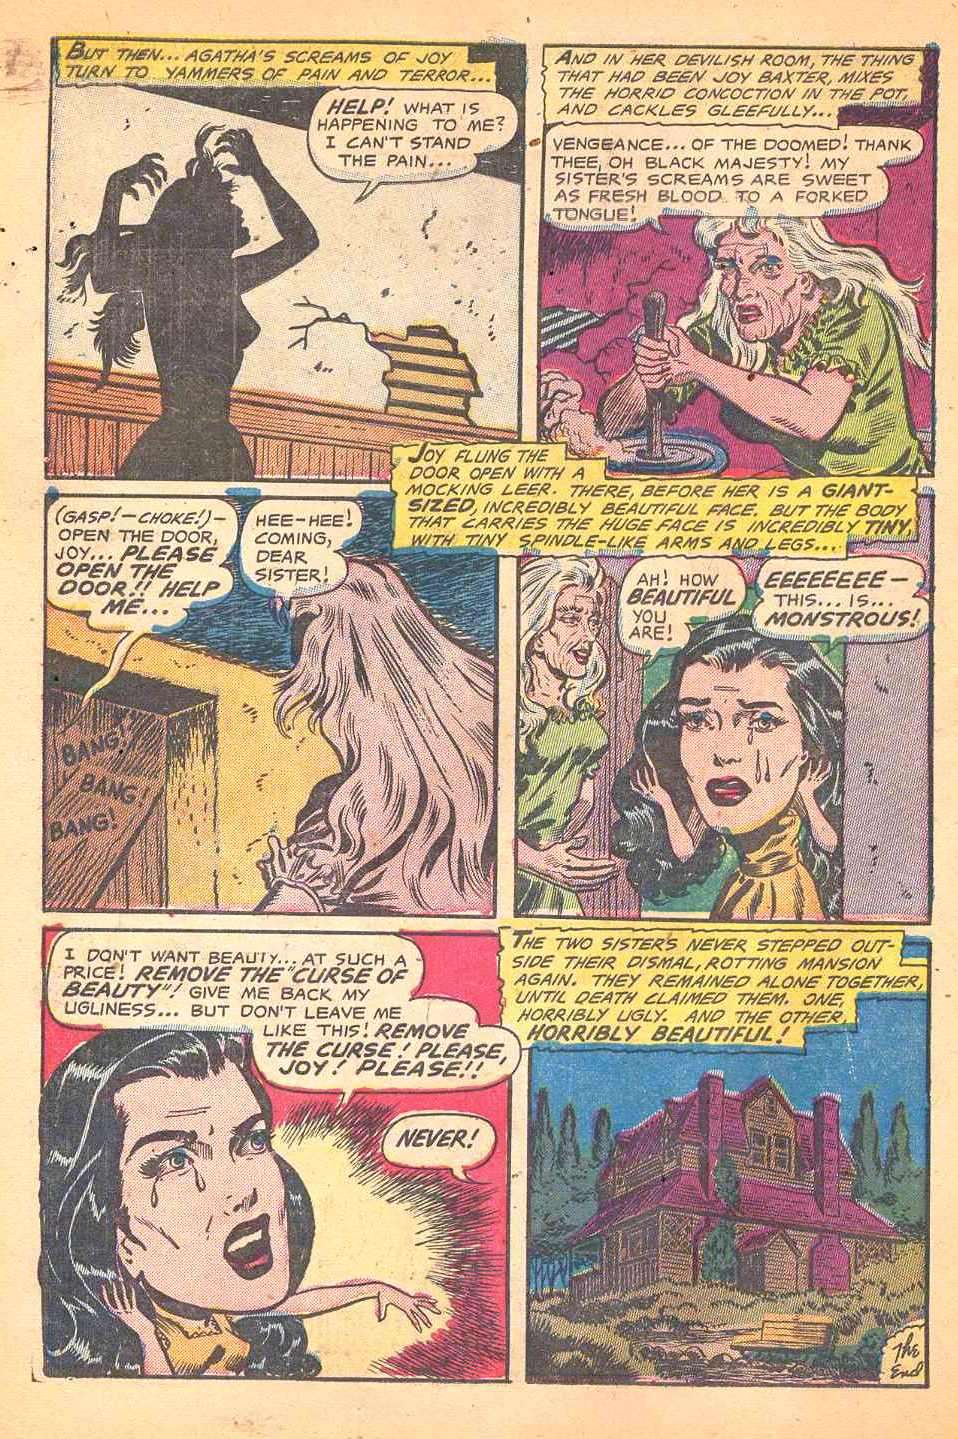 BUT THEN... AGATHA'S SCREAMS OF JOY
TURN TO YAMMERS OF PAIN AND TERROR...
HELP! WHAT IS
HAPPENING TO ME?
I CAN'T STAND
THE PAIN...
AND IN HER DEVILISH ROOM, THE THING
THAT HAD BEEN JOY BAXTER, MIXES
THE HORRID CONCOCTION IN THE POT,
AND CACKLES GLEEFULLY...
VENGEANCE... OF THE DOOMED! THANK
THEE, OH BLACK MAJESTY! MY
SISTER'S SCREAMS ARE SWEET
AS FRESH BLOOD TO A FORKED
TONGUE!
(GASP!-CHOKE!)-
OPEN THE DOOR,
JOY... PLEASE
OPEN THE
DOOR!! HELP
ME...
HEE-HEE!
COMING,
DEAR
SISTER!
BANG!
BANG!
BANG!
JOY FLUNG THE
DOOR OPEN WITH A
MOCKING LEER. THERE, BEFORE HER IS A GIANT-
SIZED, INCREDIBLY BEAUTIFUL FACE. BUT THE BODY
THAT CARRIES THE HUGE FACE IS INCREDIBLY TINY,
WITH TINY SPINDLE-LIKE ARMS AND LEGS...
AH! HOW
BEAUTIFUL
YOU
ARE!
EEEEEEEE-
THIS... IS...
MONSTROUS!
I DON'T WANT BEAUTY... AT SUCH A
PRICE! REMOVE THE "CURSE OF
BEAUTY"! GIVE ME BACK MY
UGLINESS... BUT DON'T LEAVE ME
LIKE THIS! REMOVE
THE CURSE! PLEASE,
JOY! PLEASE!!
NEVER!
THE TWO SISTERS NEVER STEPPED OUT-
SIDE THEIR DISMAL, ROTTING MANSION
AGAIN. THEY REMAINED ALONE TOGETHER,
UNTIL DEATH CLAIMED THEM. ONE,
HORRIBLY UGLY. AND THE OTHER,
HORRIBLY BEAUTIFUL!
The
End